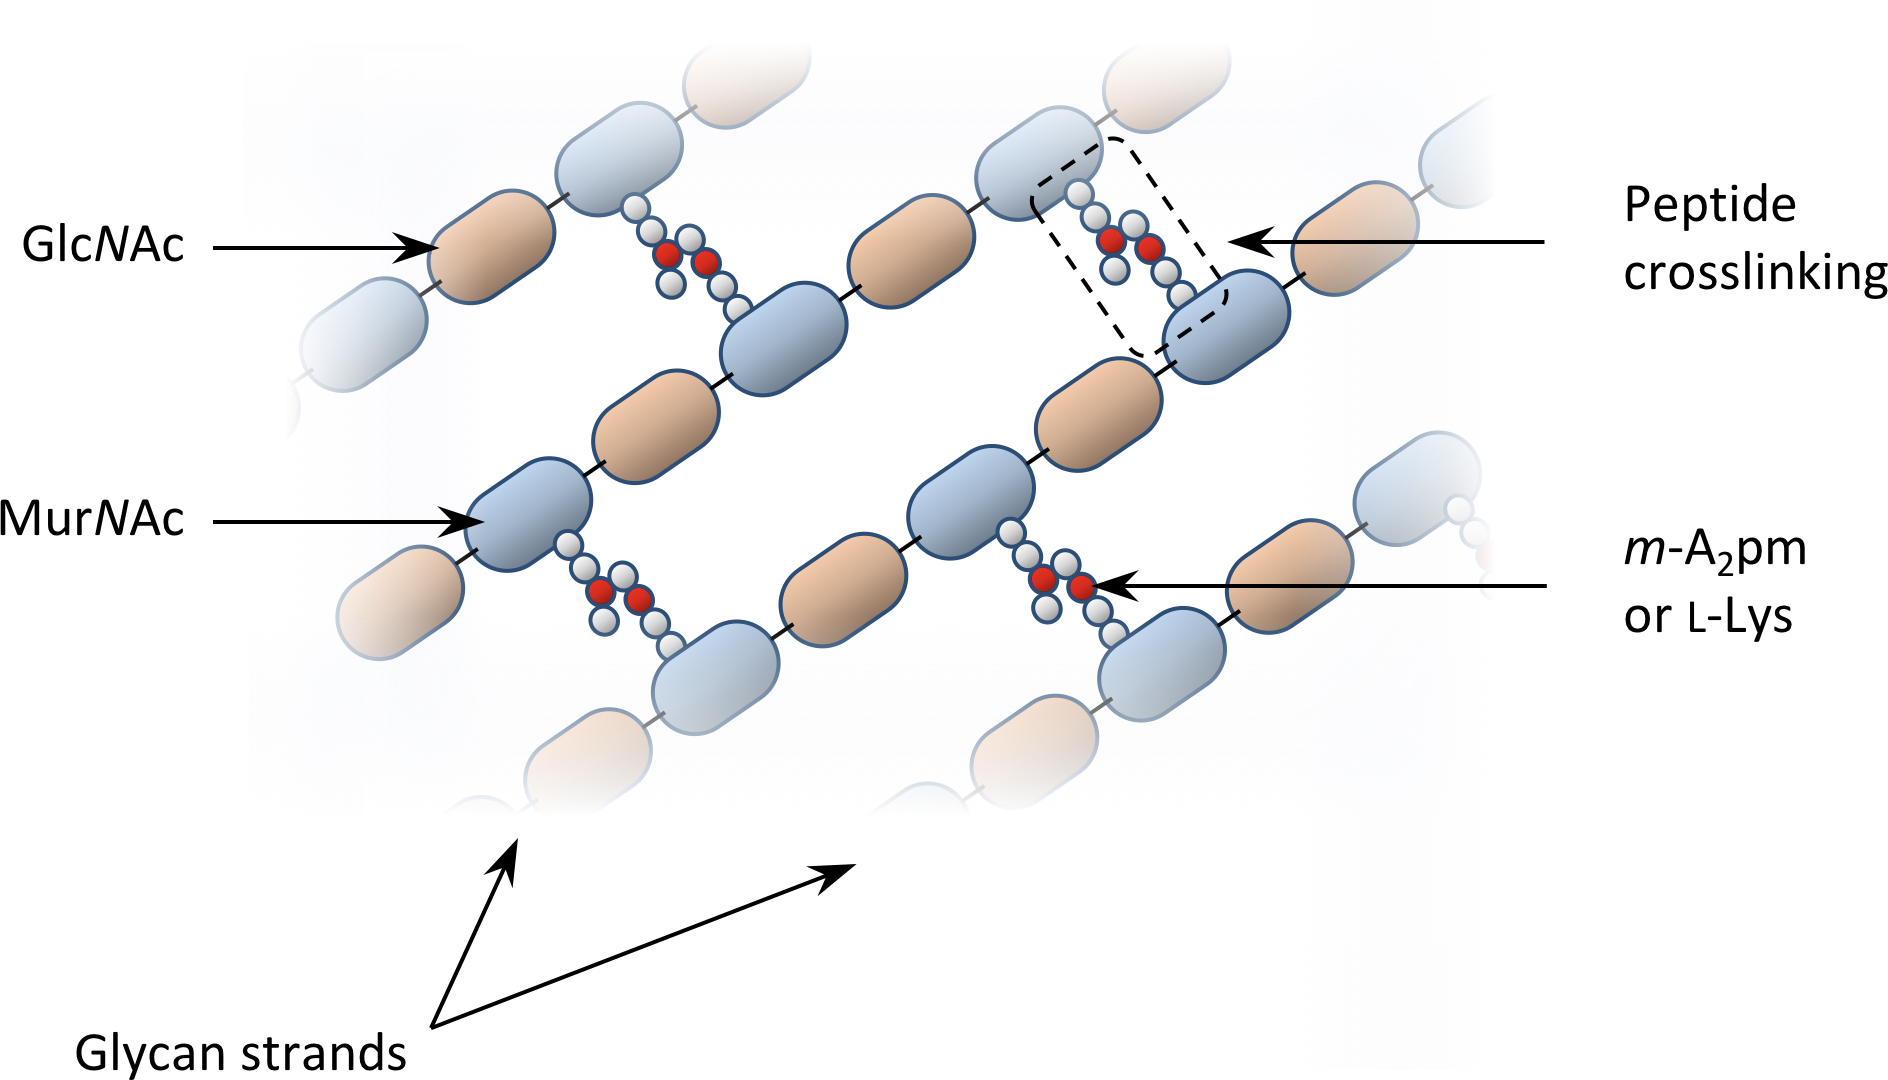 GlcNAc
Peptide
crosslinking
MurNAc
m-A₂pm
or L-Lys
Glycan strands